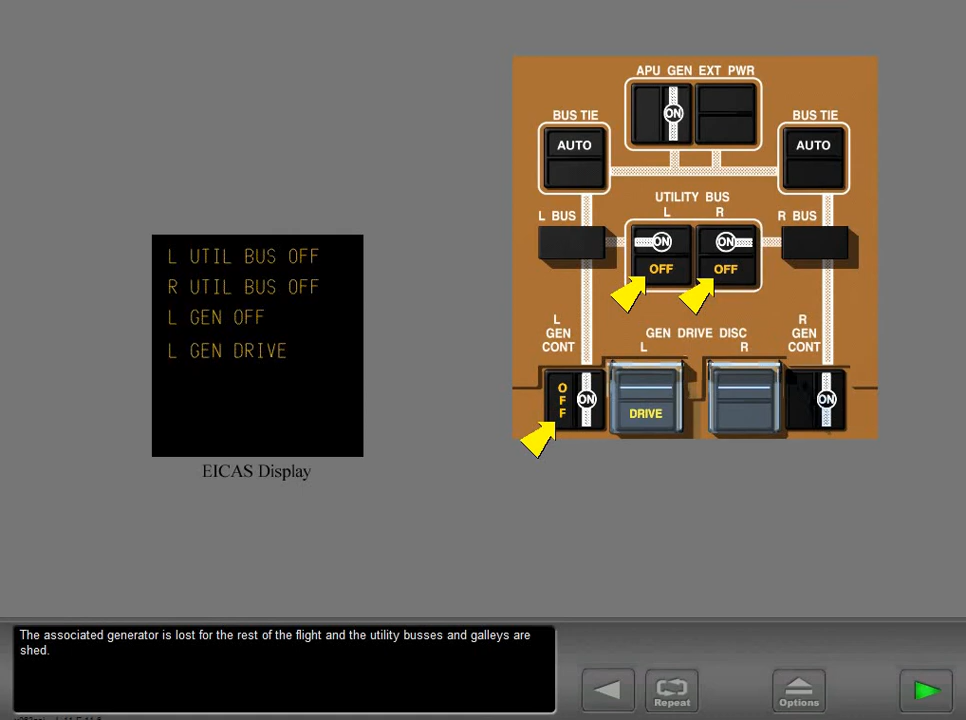 APU GEN EXT PWR
ON
BUS TIE
BUS TIE
AUTO
AUTO
UTILITY BUS
L R
L BUS
R BUS
ON
ON
OFF
OFF
L UTIL BUS OFF
R UTIL BUS OFF
L GEN OFF
L GEN DRIVE
L
GEN
CONT
GEN DRIVE DISC
L R
R
GEN
CONT
OFF
ON
DRIVE
ON
EICAS Display
The associated generator is lost for the rest of the flight and the utility busses and galleys are
shed.
Repeat
Options